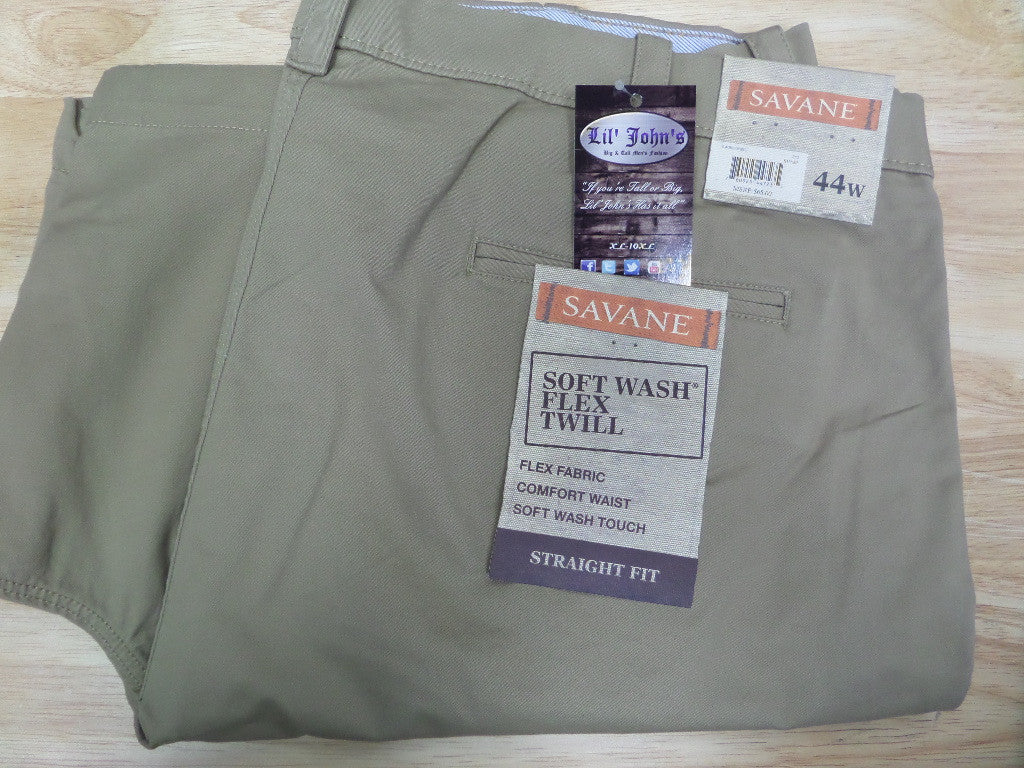 Lil' John's
Big & Tall Men's Fashion
"If you're Tall or Big,
Lil' John's Has it all!"
XL-10XL
SAVANE
44W
SAVANE
SOFT WASH®
FLEX
TWILL
FLEX FABRIC
COMFORT WAIST
SOFT WASH TOUCH
STRAIGHT FIT